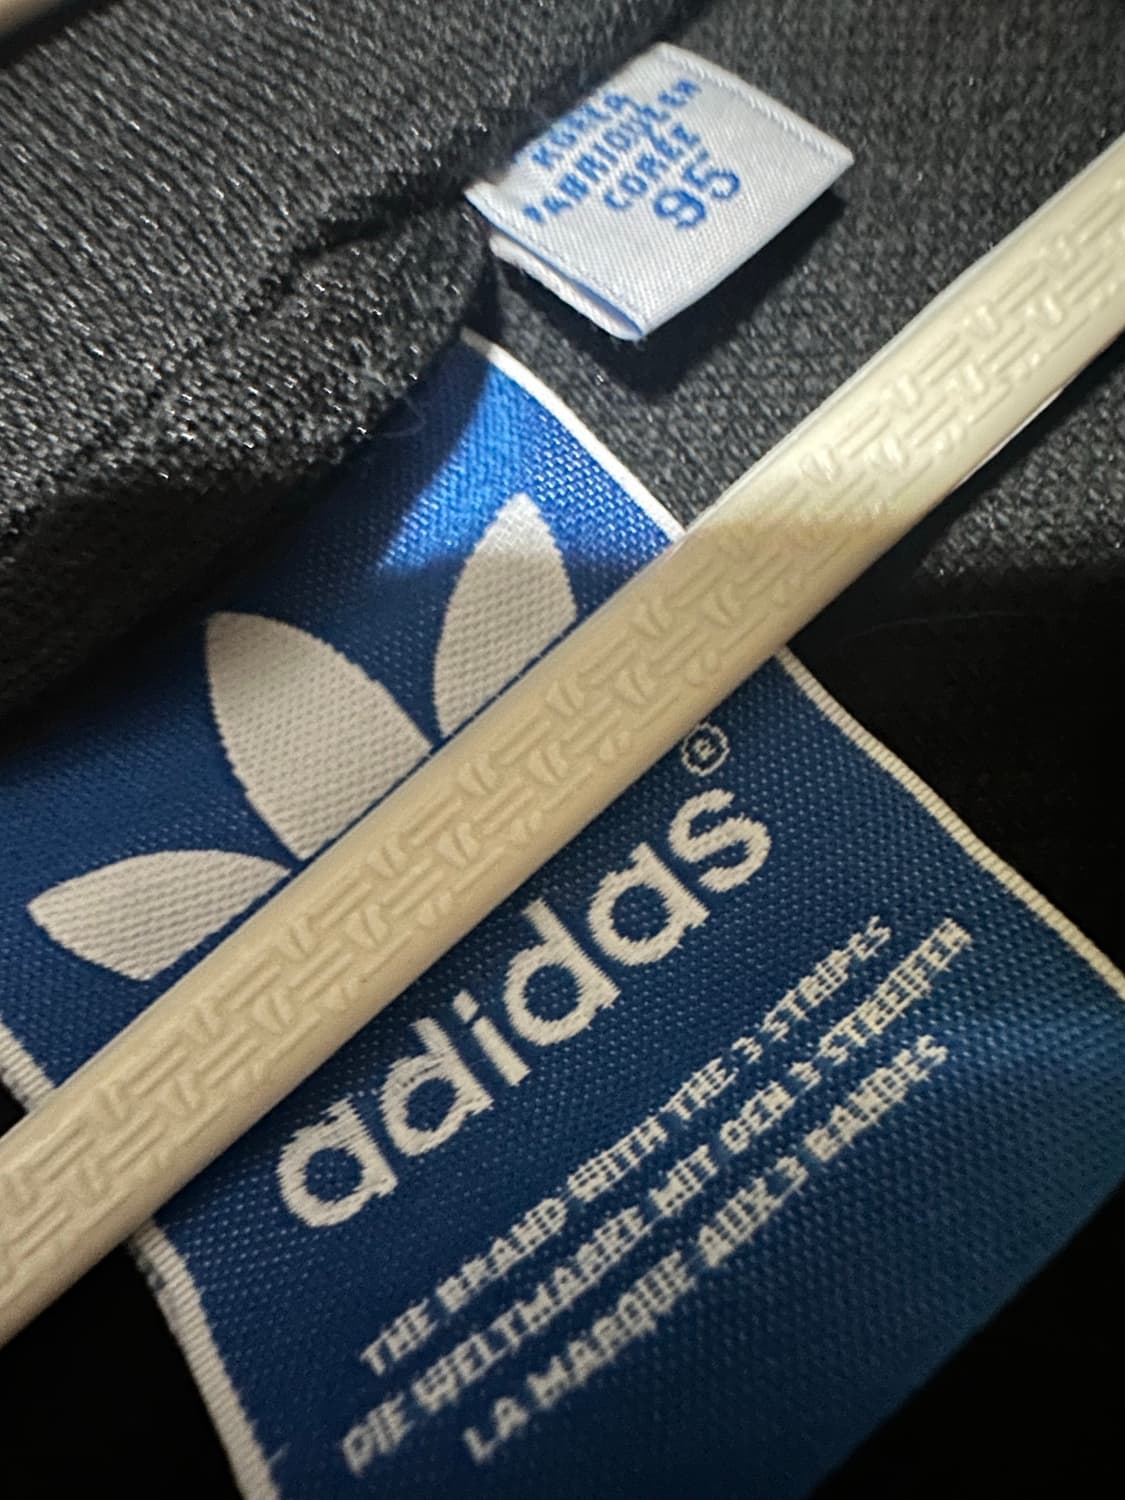 KOREA
FABRIQUE EN
COREE
95
adidas®
THE BRAND WITH THE 3 STRIPES
DIE WELTMARKE MIT DEN 3 STREIFEN
LA MARQUE AUX 3 BANDES